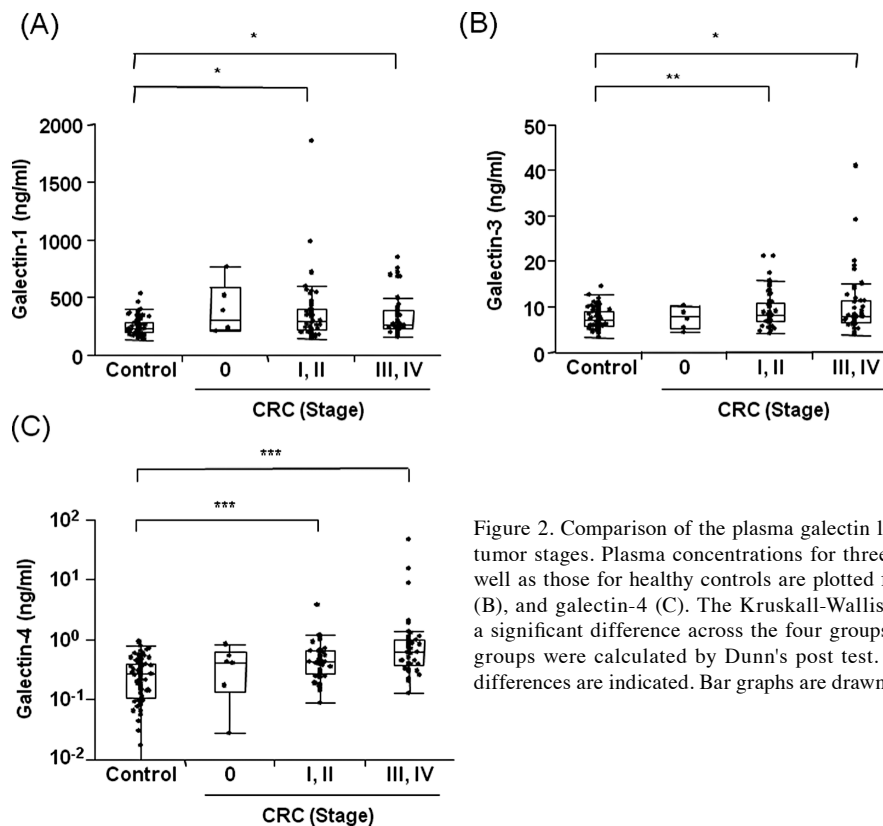 (A)
*
*
2000
1500
1000
500
0
Galectin-1 (ng/ml)
Control
0
I, II
III, IV
CRC (Stage)
(B)
*
**
50
40
30
20
10
0
Galectin-3 (ng/ml)
Control
0
I, II
III, IV
CRC (Stage)
(C)
***
***
10²
10¹
10⁰
10⁻¹
10⁻²
Galectin-4 (ng/ml)
Control
0
I, II
III, IV
CRC (Stage)
Figure 2. Comparison of the plasma galectin
tumor stages. Plasma concentrations for three
well as those for healthy controls are plotted
(B), and galectin-4 (C). The Kruskall-Wallis
a significant difference across the four groups
groups were calculated by Dunn's post test.
differences are indicated. Bar graphs are drawn